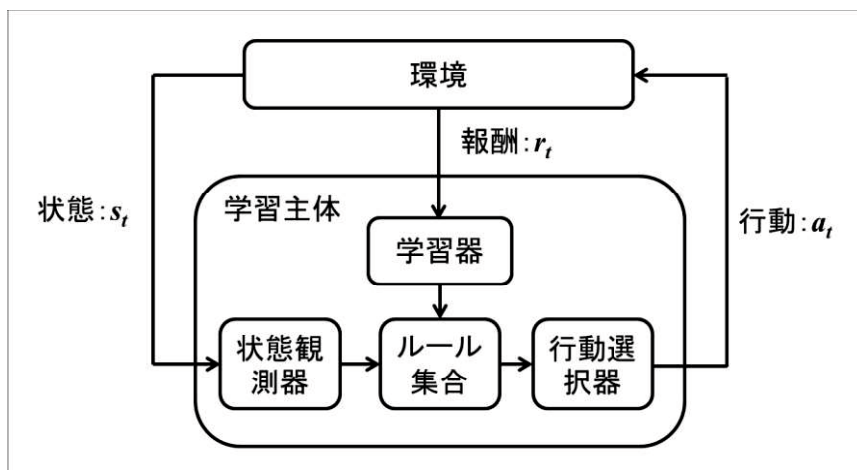 環境
報酬：rt
状態：st
学習主体
行動：at
学習器
状態観
測器
ルール
集合
行動選
択器